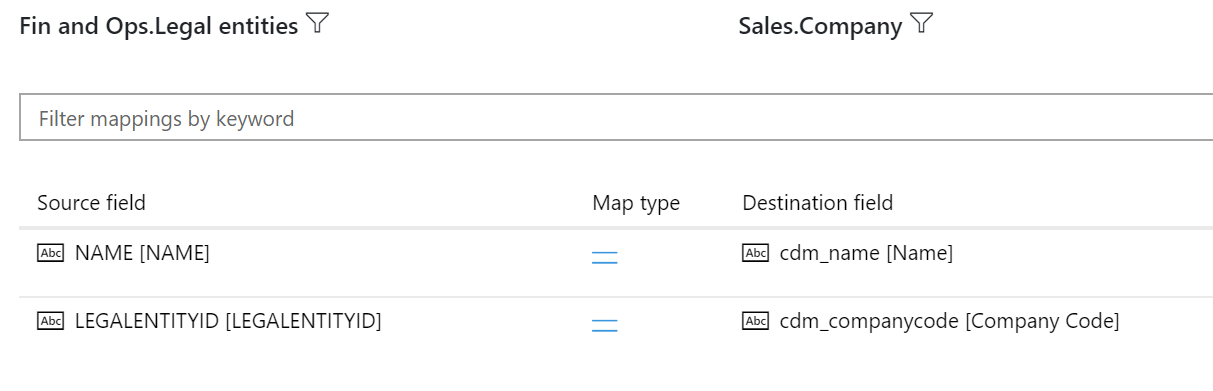 Fin and Ops.Legal entities Sales.Company
Filter mappings by keyword
Source field Map type Destination field
Abc NAME [NAME] Abc cdm_name [Name]
Abc LEGALENTITYID [LEGALENTITYID] Abc cdm_companycode [Company Code]